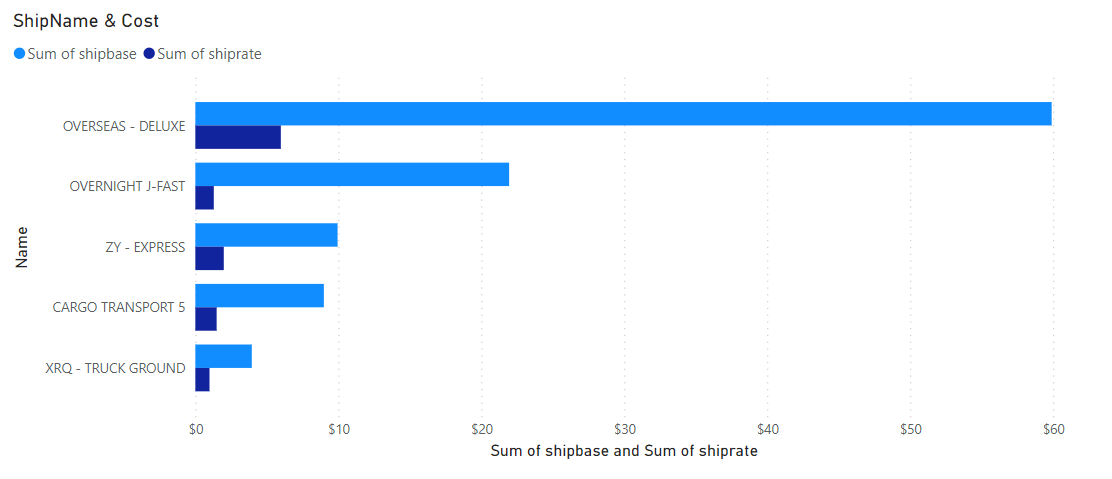 ShipName & Cost
Sum of shipbase Sum of shiprate
Name
OVERSEAS - DELUXE
OVERNIGHT J-FAST
ZY - EXPRESS
CARGO TRANSPORT 5
XRQ - TRUCK GROUND
$0 $10 $20 $30 $40 $50 $60
Sum of shipbase and Sum of shiprate